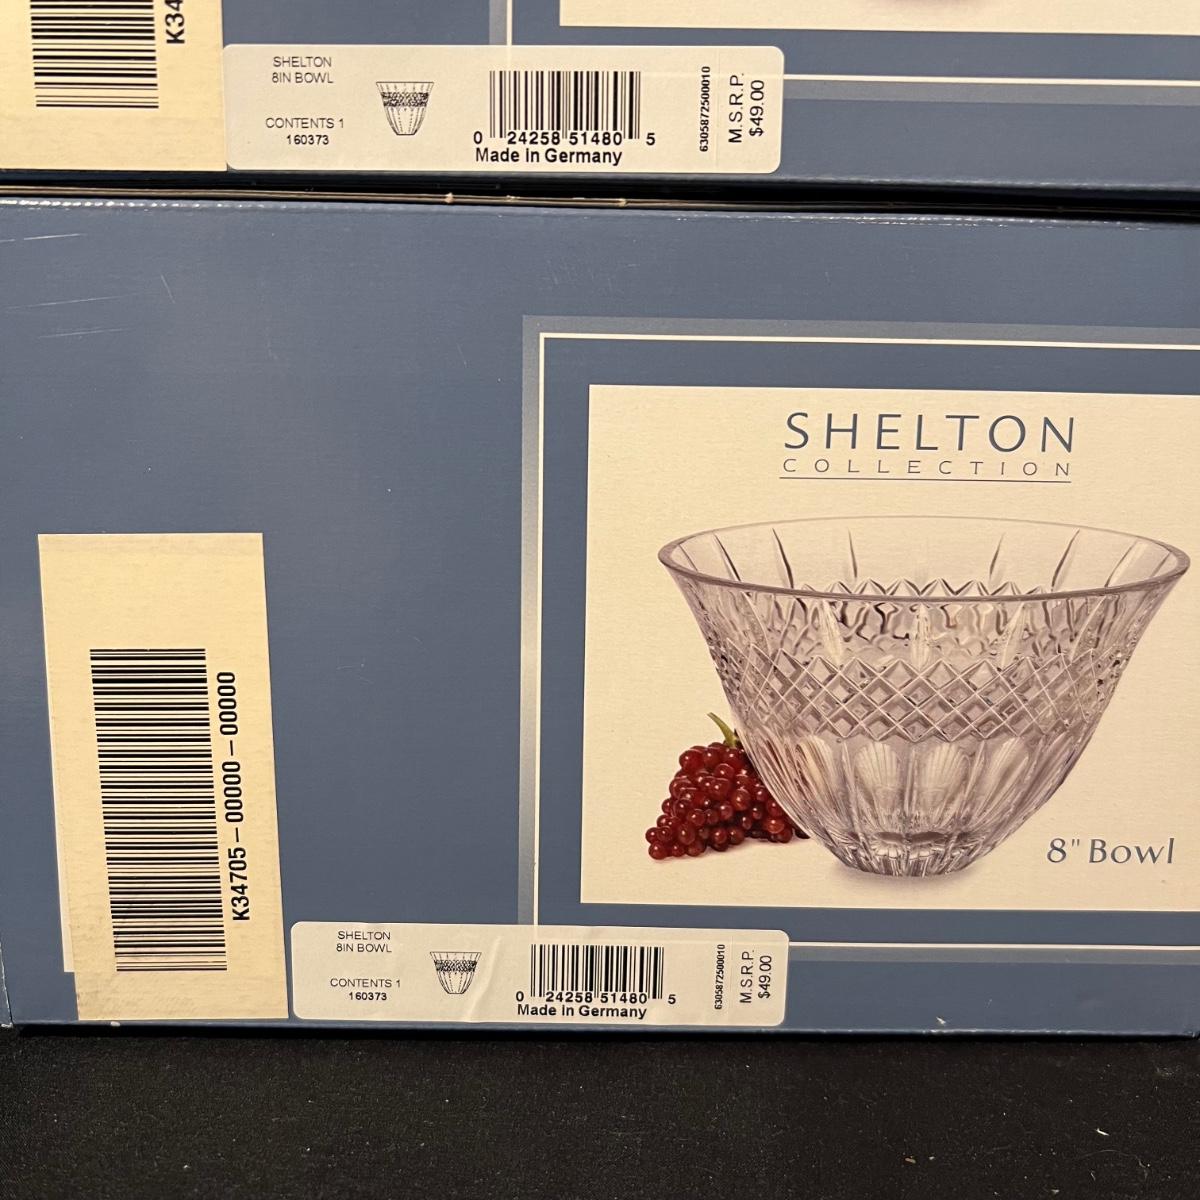 K34
SHELTON
8IN BOWL
CONTENTS 1
160373
0 24258 51480 5
Made in Germany
6305872500010
M.S.R.P.
$49.00
SHELTON
COLLECTION
8" Bowl
K34705-00000-00000
SHELTON
8IN BOWL
CONTENTS 1
160373
0 24258 51480 5
Made in Germany
6305872500010
M.S.R.P.
$49.00